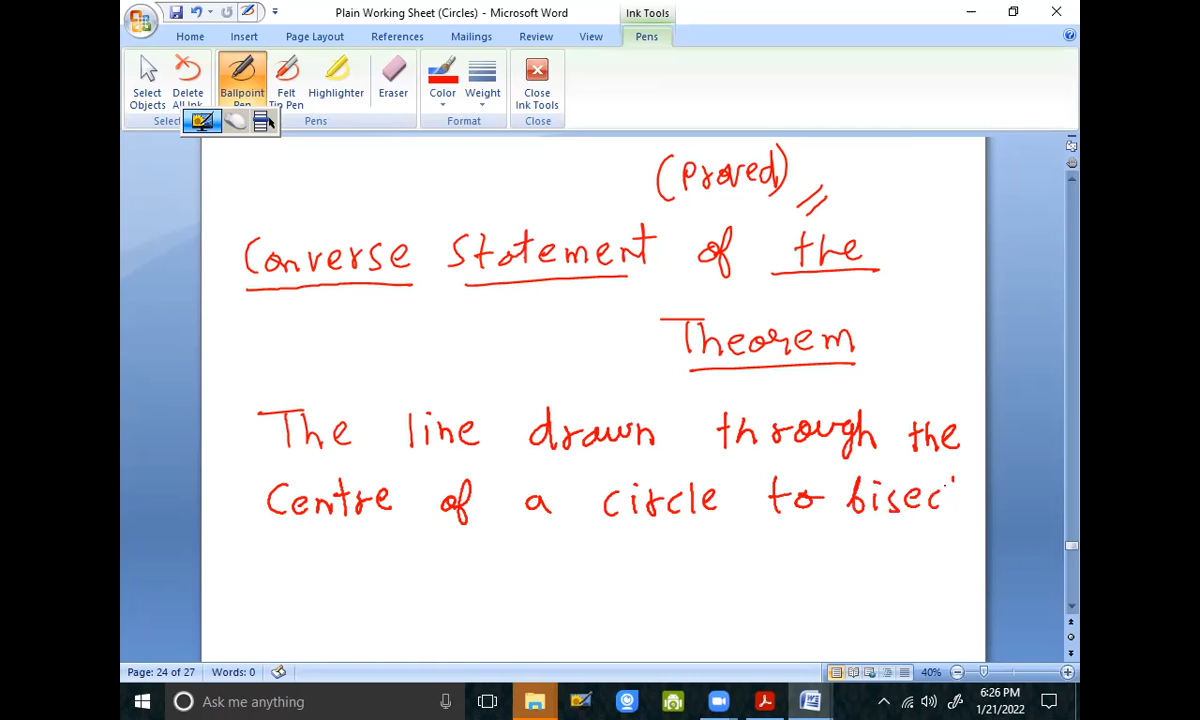 Plain Working Sheet (Circles) - Microsoft Word
Ink Tools
Home Insert Page Layout References Mailings Review View Pens
Select Objects
Delete All Ink
Ballpoint Pen
Felt Tip Pen
Highlighter
Eraser
Color
Weight
Close Ink Tools
Pens Format Close
(Proved)
Converse Statement of the
Theorem
The line drawn through the
Centre of a circle to bisec
Page: 24 of 27 Words: 0 40%
Ask me anything
6:26 PM
1/21/2022